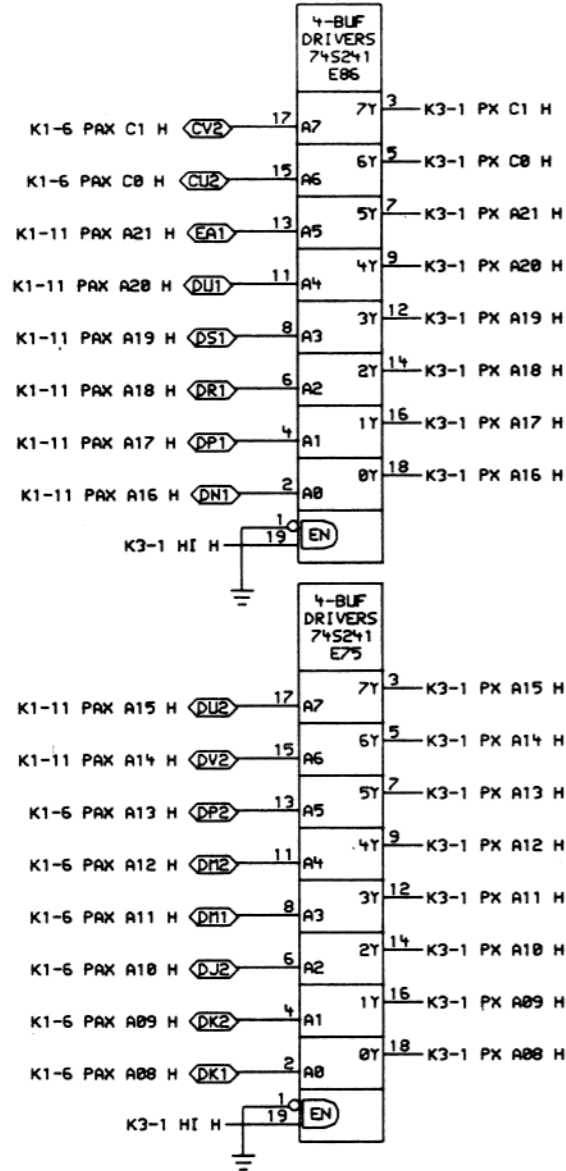 4-BUF
DRIVERS
74S241
E86
K1-6 PAX C1 H CV2 17 A7 7Y 3 K3-1 PX C1 H
K1-6 PAX C0 H CU2 15 A6 6Y 5 K3-1 PX C0 H
K1-11 PAX A21 H EA1 13 A5 5Y 7 K3-1 PX A21 H
K1-11 PAX A20 H DU1 11 A4 4Y 9 K3-1 PX A20 H
K1-11 PAX A19 H DS1 8 A3 3Y 12 K3-1 PX A19 H
K1-11 PAX A18 H DR1 6 A2 2Y 14 K3-1 PX A18 H
K1-11 PAX A17 H DP1 4 A1 1Y 16 K3-1 PX A17 H
K1-11 PAX A16 H DN1 2 A0 0Y 18 K3-1 PX A16 H
1 EN
K3-1 HI H 19
4-BUF
DRIVERS
74S241
E75
K1-11 PAX A15 H DU2 17 A7 7Y 3 K3-1 PX A15 H
K1-11 PAX A14 H DV2 15 A6 6Y 5 K3-1 PX A14 H
K1-6 PAX A13 H DP2 13 A5 5Y 7 K3-1 PX A13 H
K1-6 PAX A12 H DM2 11 A4 4Y 9 K3-1 PX A12 H
K1-6 PAX A11 H DM1 8 A3 3Y 12 K3-1 PX A11 H
K1-6 PAX A10 H DJ2 6 A2 2Y 14 K3-1 PX A10 H
K1-6 PAX A09 H DK2 4 A1 1Y 16 K3-1 PX A09 H
K1-6 PAX A08 H DK1 2 A0 0Y 18 K3-1 PX A08 H
1 EN
K3-1 HI H 19